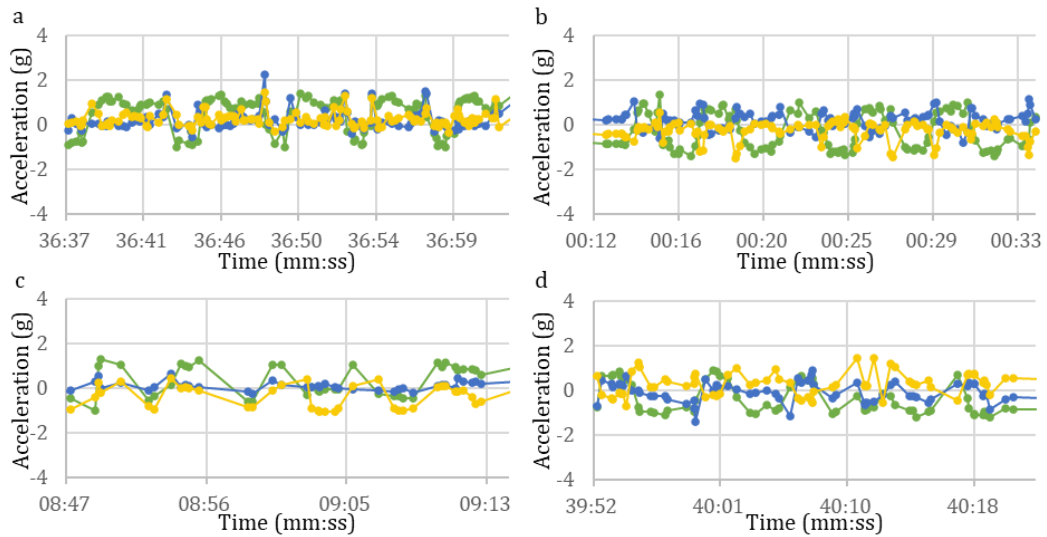 a
4
2
0
-2
-4
Acceleration (g)
36:37 36:41 36:46 36:50 36:54 36:59
Time (mm:ss)
b
4
2
0
-2
-4
Acceleration (g)
00:12 00:16 00:20 00:25 00:29 00:33
Time (mm:ss)
c
4
2
0
-2
-4
Acceleration (g)
08:47 08:56 09:05 09:13
Time (mm:ss)
d
4
2
0
-2
-4
Acceleration (g)
39:52 40:01 40:10 40:18
Time (mm:ss)